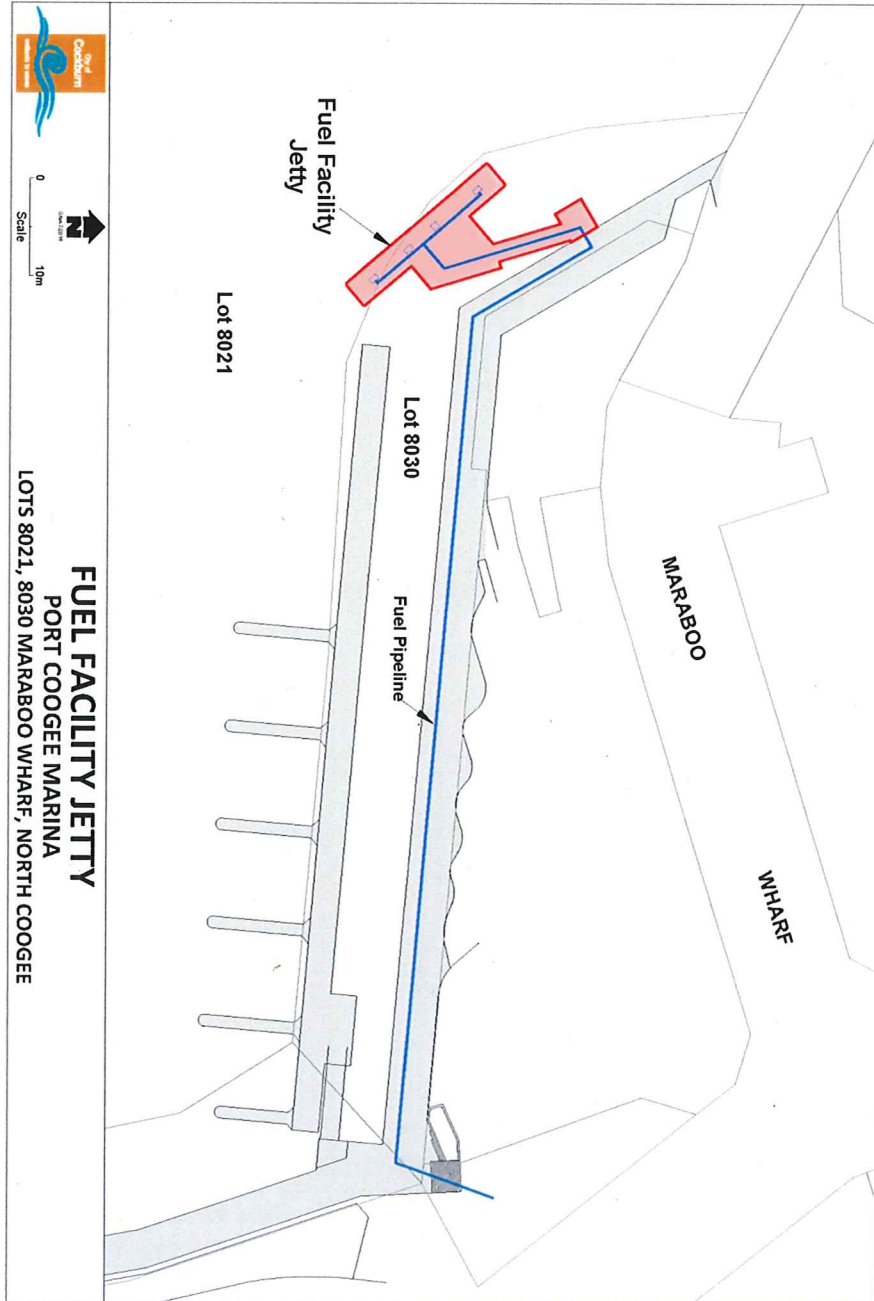 Fuel Facility
Jetty
Lot 8021
Lot 8030
Fuel Pipeline
MARABOO
WHARF
City of
Cockburn
N
0
10m
Scale
FUEL FACILITY JETTY
PORT COOGEE MARINA
LOTS 8021, 8030 MARABOO WHARF, NORTH COOGEE